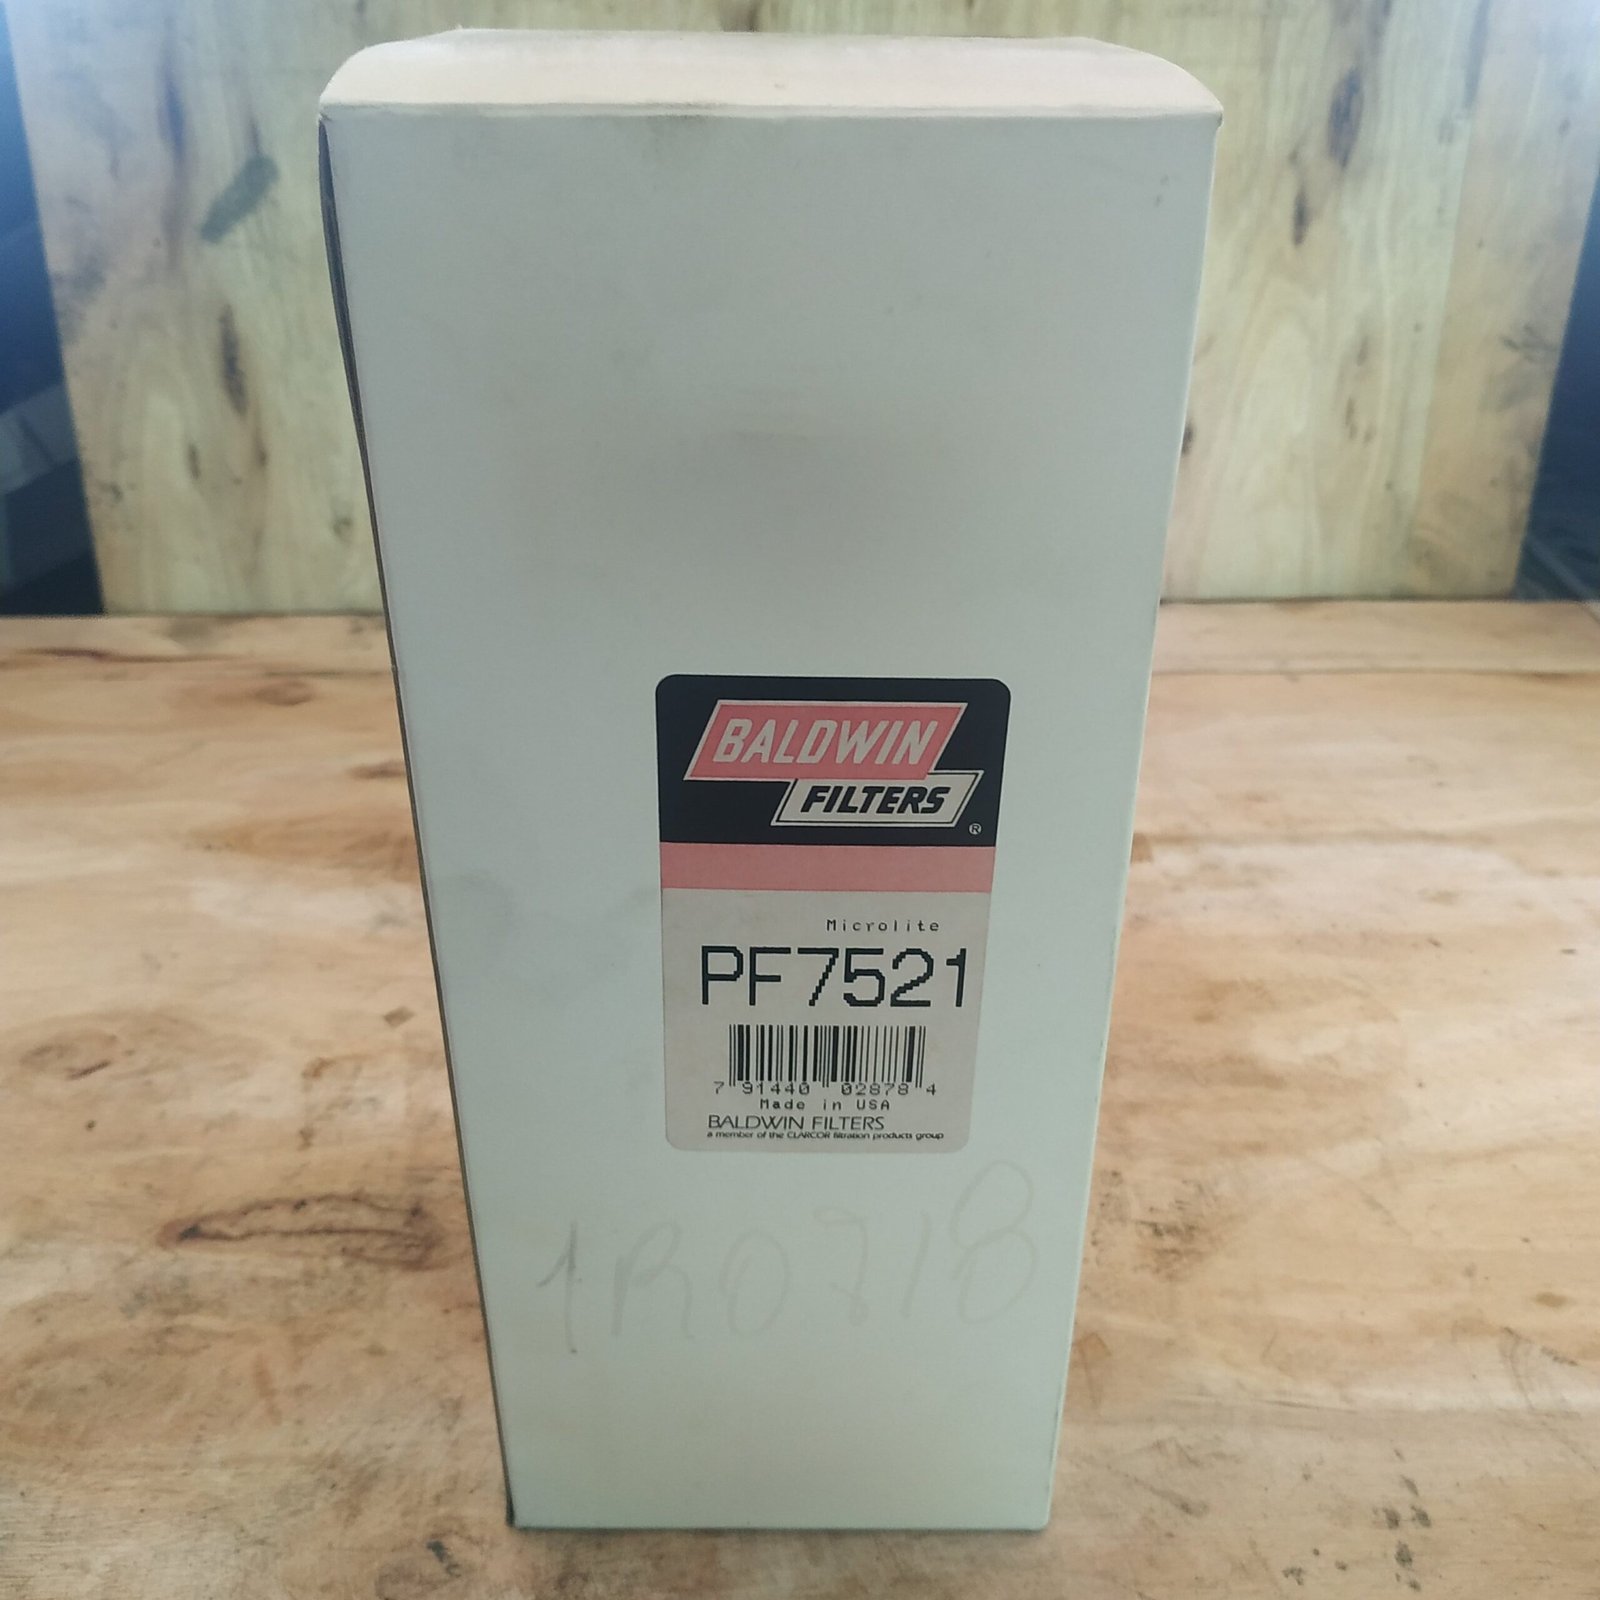 BALDWIN
FILTERS
®
Microlite
PF7521
7 91440 02878 4
Made in USA
BALDWIN FILTERS
a member of the CLARCOR filtration products group
1R0718